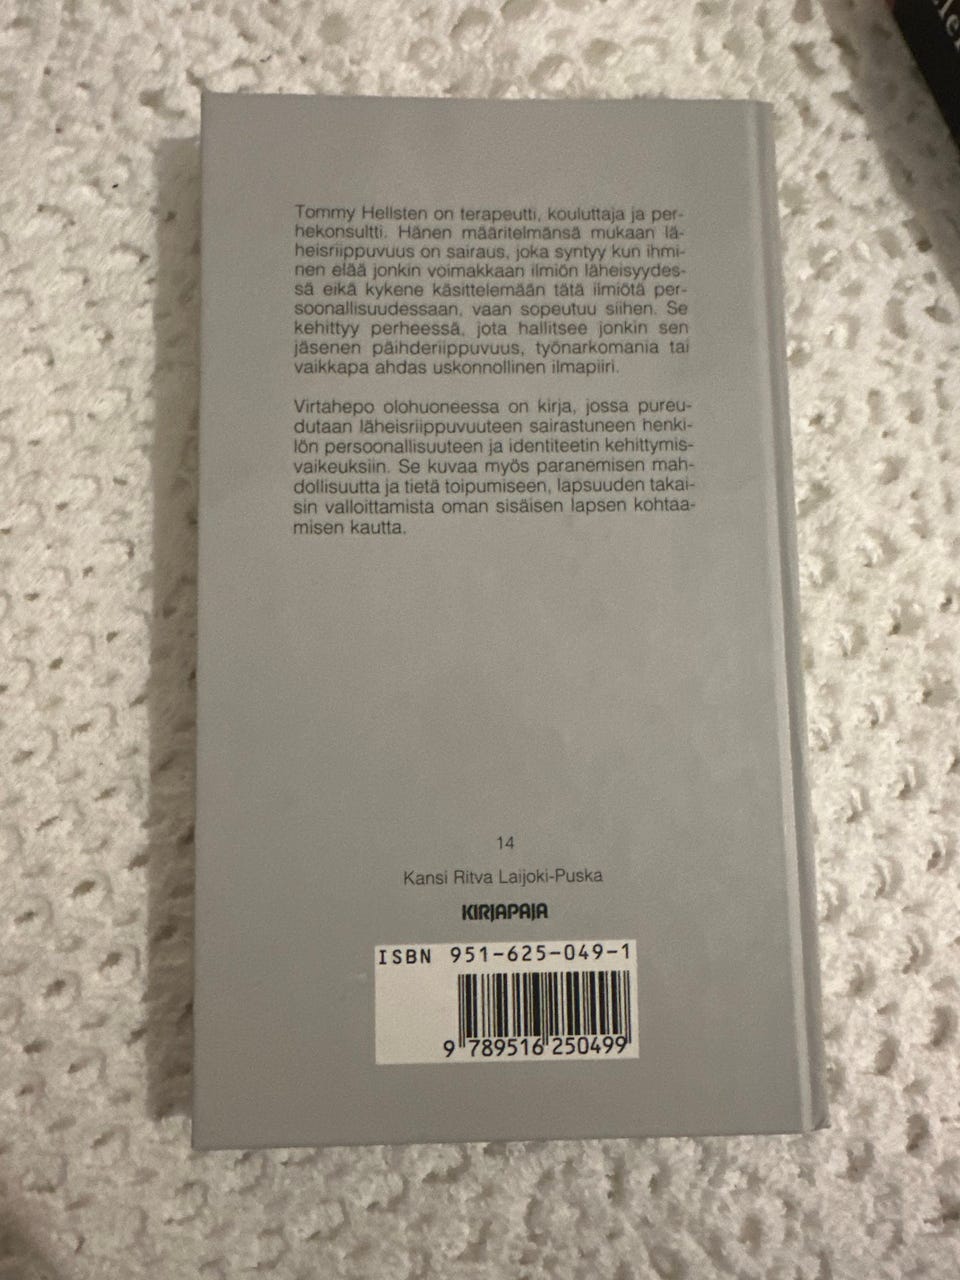 Tommy Hellsten on terapeutti, kouluttaja ja per-
hekonsultti. Hänen määritelmänsä mukaan lä-
heisriippuvuus on sairaus, joka syntyy kun ihmi-
nen elää jonkin voimakkaan ilmiön läheisyydes-
sä eikä kykene käsittelemään tätä ilmiötä per-
soonallisuudessaan, vaan sopeutuu siihen. Se
kehittyy perheessä, jota hallitsee jonkin sen
jäsenen päihderiippuvuus, työnarkomania tai
vaikkapa ahdas uskonnollinen ilmapiiri.
Virtahepo olohuoneessa on kirja, jossa pureu-
dutaan läheisriippuvuuteen sairastuneen henki-
lön persoonallisuuteen ja identiteetin kehittymis-
vaikeuksiin. Se kuvaa myös paranemisen mah-
dollisuutta ja tietä toipumiseen, lapsuuden takai-
sin valloittamista oman sisäisen lapsen kohtaa-
misen kautta.
14
Kansi Ritva Laijoki-Puska
KIRJAPAJA
ISBN 951-625-049-1
9 789516 250499